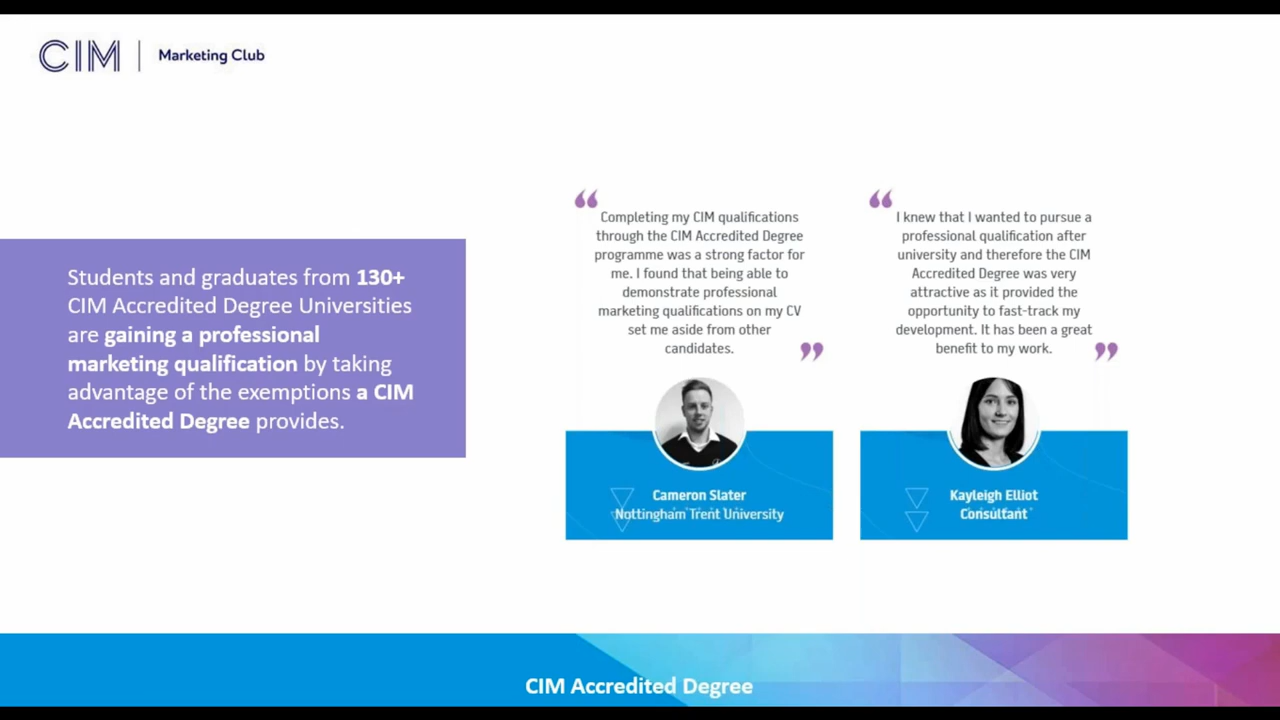 CIM | Marketing Club
Students and graduates from 130+
CIM Accredited Degree Universities
are gaining a professional
marketing qualification by taking
advantage of the exemptions a CIM
Accredited Degree provides.
“
Completing my CIM qualifications
through the CIM Accredited Degree
programme was a strong factor for
me. I found that being able to
demonstrate professional
marketing qualifications on my CV
set me aside from other
candidates.
”
Cameron Slater
Nottingham Trent University
“
I knew that I wanted to pursue a
professional qualification after
university and therefore the CIM
Accredited Degree was very
attractive as it provided the
opportunity to fast-track my
development. It has been a great
benefit to my work.
”
Kayleigh Elliot
Consultant
CIM Accredited Degree